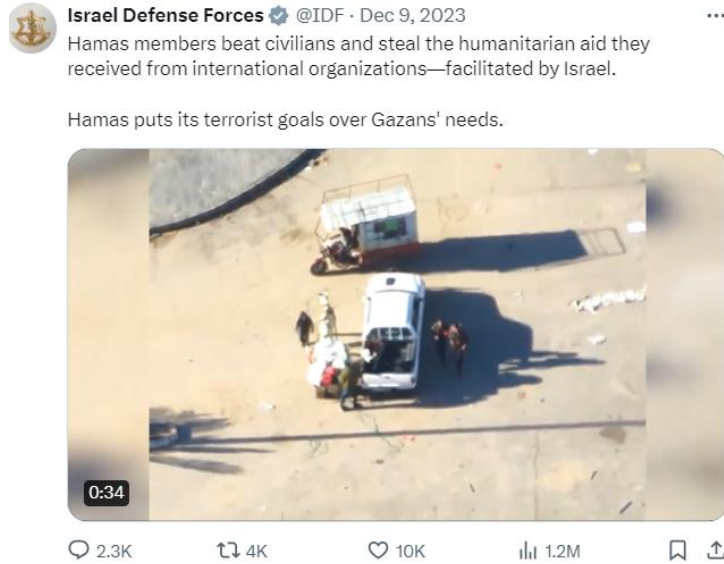 Israel Defense Forces @IDF · Dec 9, 2023
Hamas members beat civilians and steal the humanitarian aid they
received from international organizations—facilitated by Israel.
Hamas puts its terrorist goals over Gazans' needs.
0:34
2.3K 4K 10K 1.2M